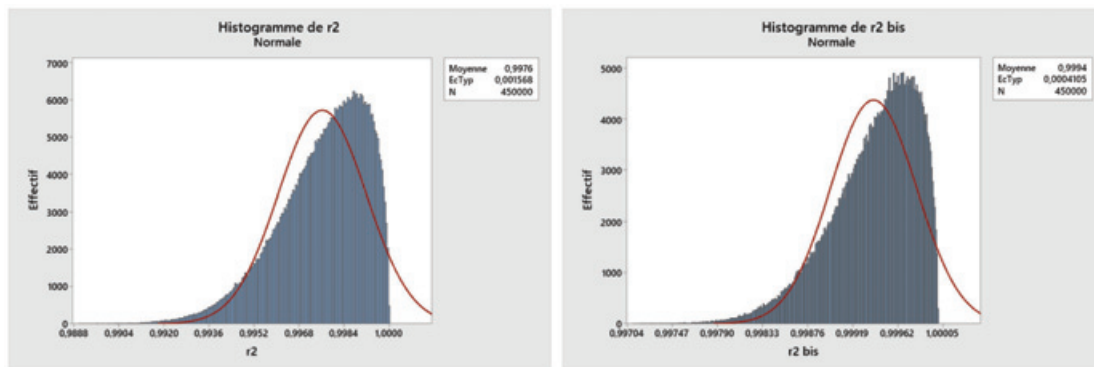 Histogramme de r2
Normale
Moyenne 0,9976
EcTyp 0,001568
N 450000
7000
6000
5000
4000
3000
2000
1000
0
Effectif
0,9888 0,9904 0,9920 0,9936 0,9952 0,9968 0,9984 1,0000
r2
Histogramme de r2 bis
Normale
Moyenne 0,9994
EcTyp 0,0004105
N 450000
5000
4000
3000
2000
1000
0
Effectif
0,99704 0,99747 0,99790 0,99833 0,99876 0,99919 0,99962 1,00005
r2 bis